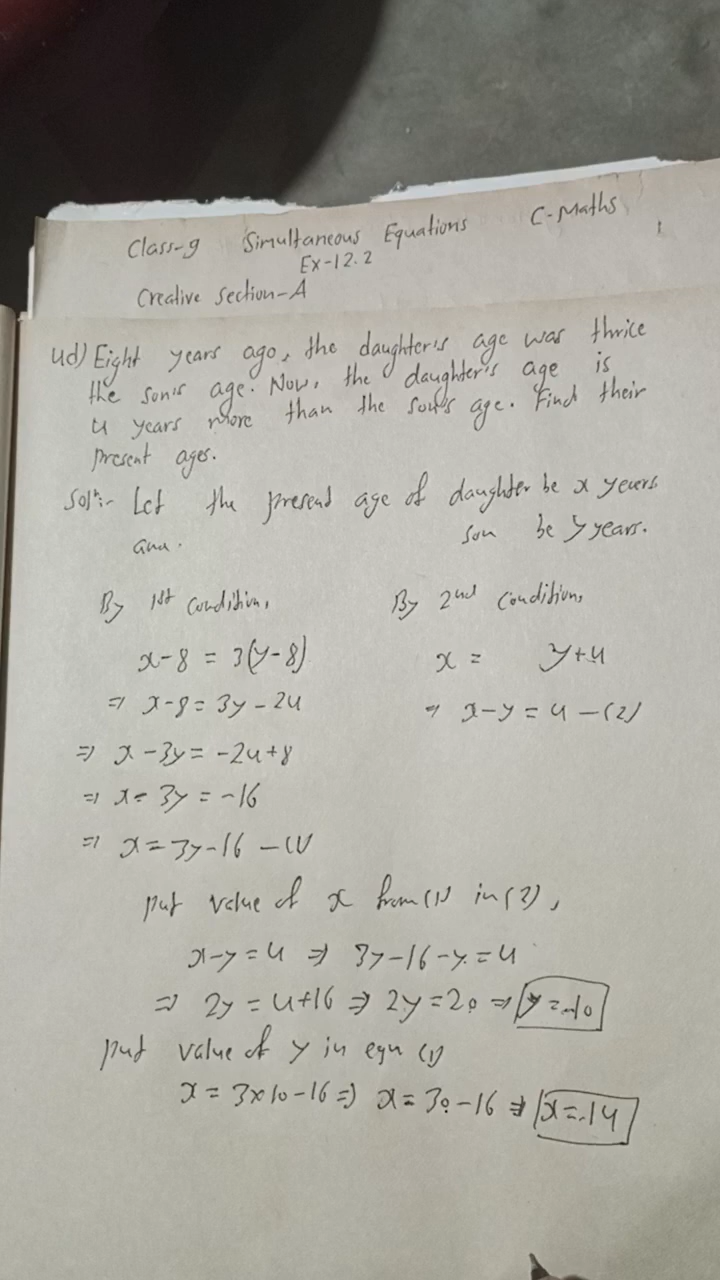 Class-9 Simultaneous Equations C-Maths
Ex-12.2
Creative Section-A
4d) Eight years ago, the daughter's age was thrice
the son's age. Now, the daughter's age is
4 years more than the son's age. Find their
present ages.
Solⁿ:- Let the present age of daughter be x years
and. son be y years.
By 1st condition, By 2nd condition,
x-8 = 3(y-8) x = y+4
⇒ x-8 = 3y-24 ⇒ x-y = 4 -(2)
⇒ x-3y = -24+8
⇒ x-3y = -16
⇒ x = 3y-16 -(1)
put value of x from (1) in (2),
x-y = 4 ⇒ 3y-16-y = 4
⇒ 2y = 4+16 ⇒ 2y = 20 ⇒ y = 10
put value of y in eqn (1)
x = 3×10-16 ⇒ x = 30-16 ⇒ x = 14